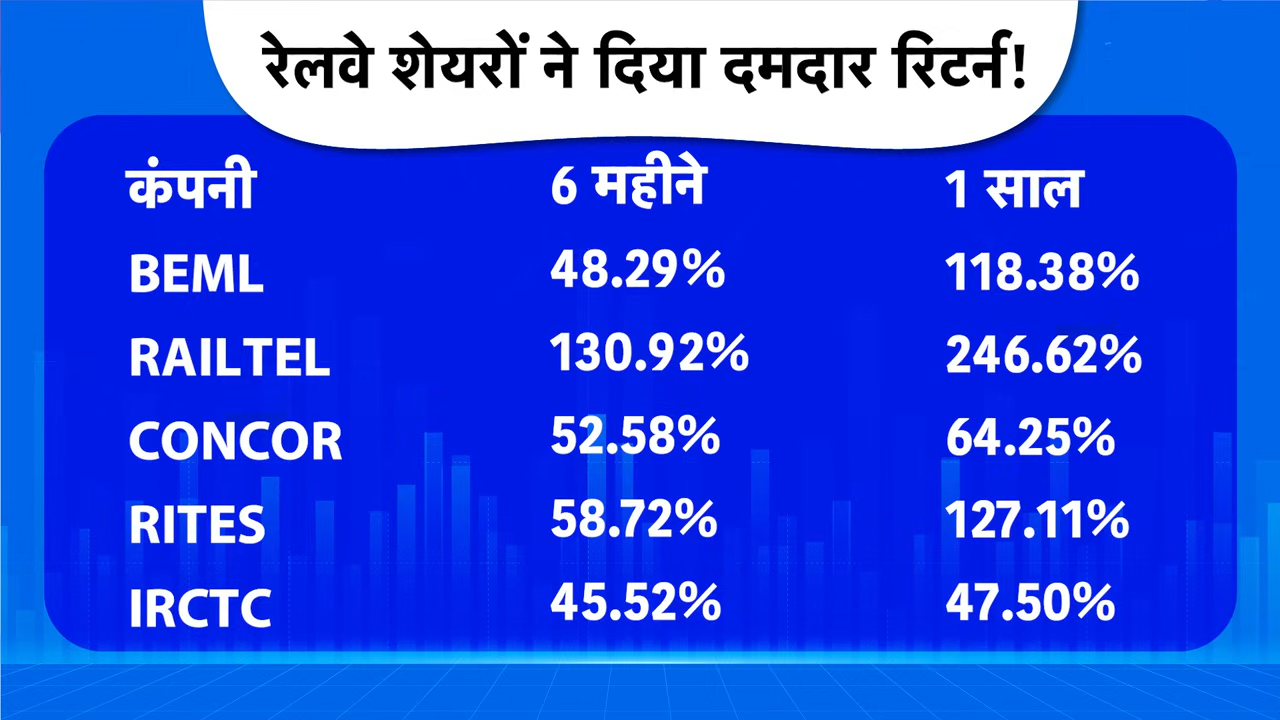 रेलवे शेयरों ने दिया दमदार रिटर्न!
कंपनी 6 महीने 1 साल
BEML 48.29% 118.38%
RAILTEL 130.92% 246.62%
CONCOR 52.58% 64.25%
RITES 58.72% 127.11%
IRCTC 45.52% 47.50%